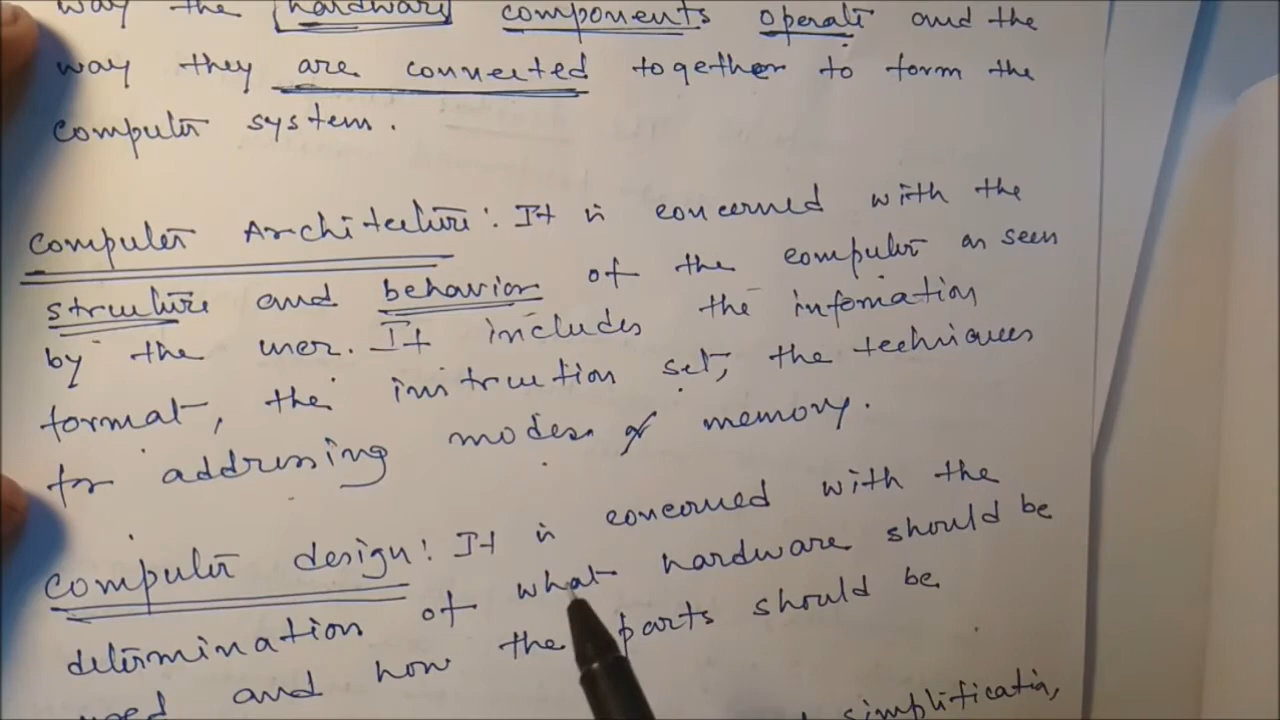 way the hardware components operate and the
way they are connected together to form the
computer system.
Computer Architecture: It is concerned with the
structure and behavior of the computer as seen
by the user. It includes the infomation
format, the instruction set, the techniques
for addressing modes of memory.
Computer design: It is concerned with the
determination of what hardware should be
used and how the parts should be
simplification,